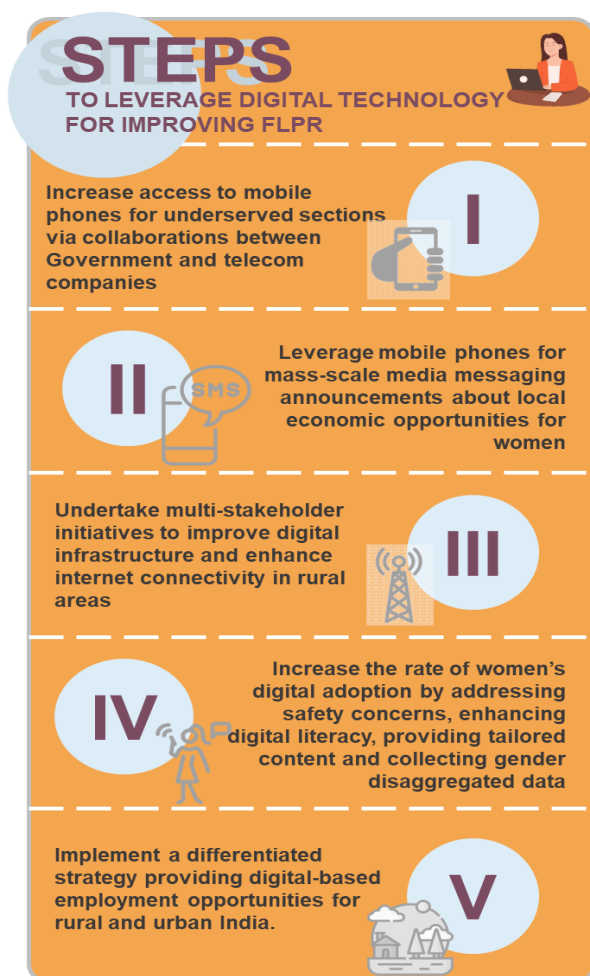 STEPS
TO LEVERAGE DIGITAL TECHNOLOGY
FOR IMPROVING FLPR
Increase access to mobile
phones for underserved sections
via collaborations between
Government and telecom
companies
I
II
SMS
Leverage mobile phones for
mass-scale media messaging
announcements about local
economic opportunities for
women
Undertake multi-stakeholder
initiatives to improve digital
infrastructure and enhance
internet connectivity in rural
areas
III
IV
Increase the rate of women's
digital adoption by addressing
safety concerns, enhancing
digital literacy, providing tailored
content and collecting gender
disaggregated data
Implement a differentiated
strategy providing digital-based
employment opportunities for
rural and urban India.
V